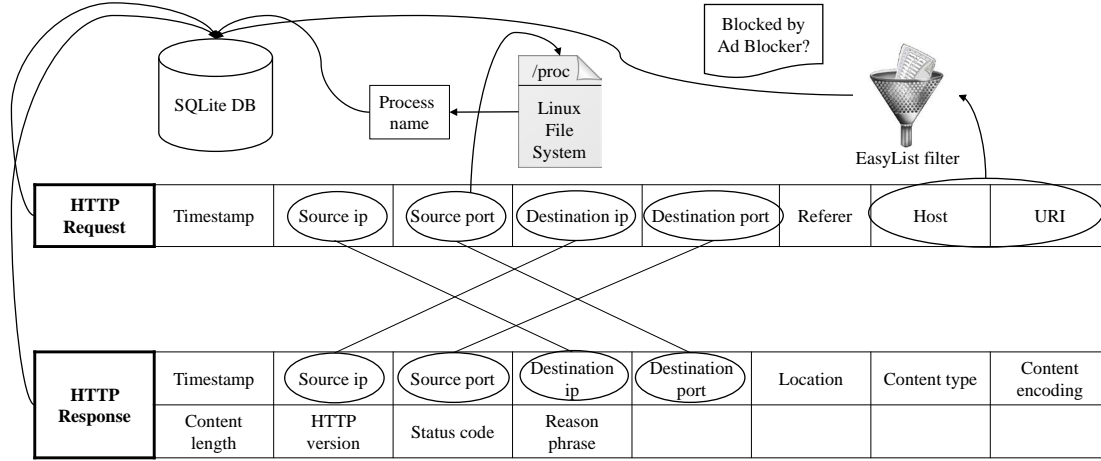 Blocked by
Ad Blocker?
/proc
SQLite DB
Process
name
Linux
File
System
EasyList filter
HTTP
Request
Timestamp
Source ip
Source port
Destination ip
Destination port
Referer
Host
URI
HTTP
Response
Timestamp
Source ip
Source port
Destination
ip
Destination
port
Location
Content type
Content
encoding
Content
length
HTTP
version
Status code
Reason
phrase